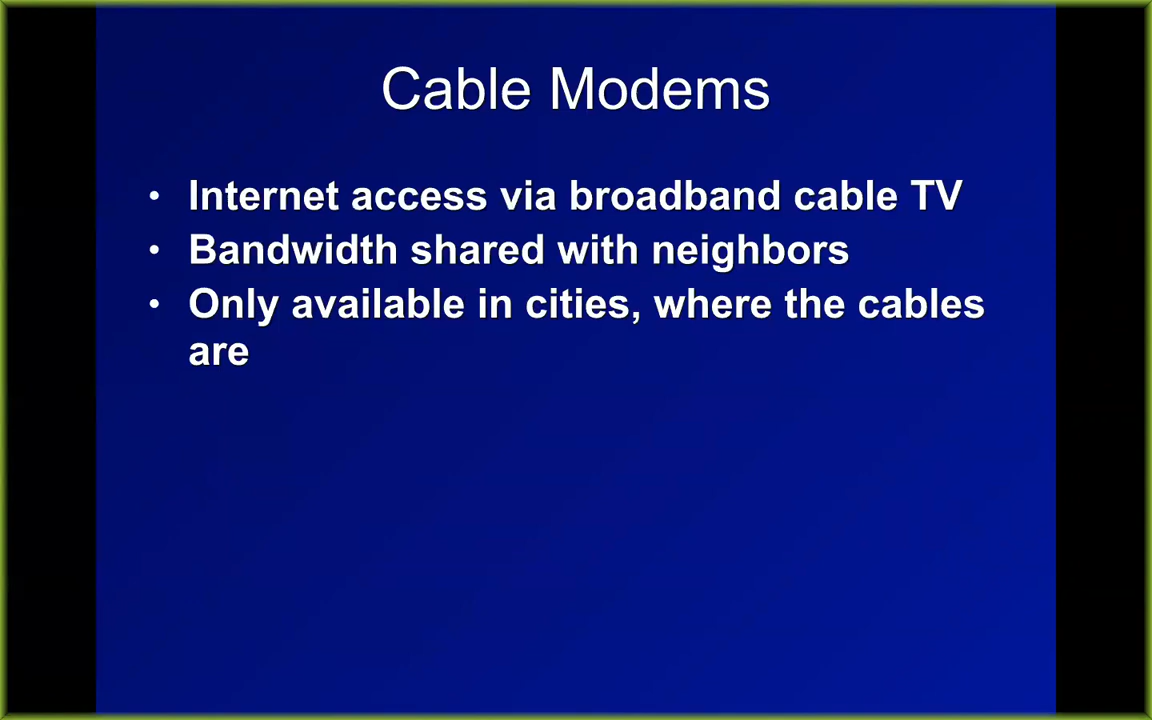 Cable Modems
• Internet access via broadband cable TV
• Bandwidth shared with neighbors
• Only available in cities, where the cables
are